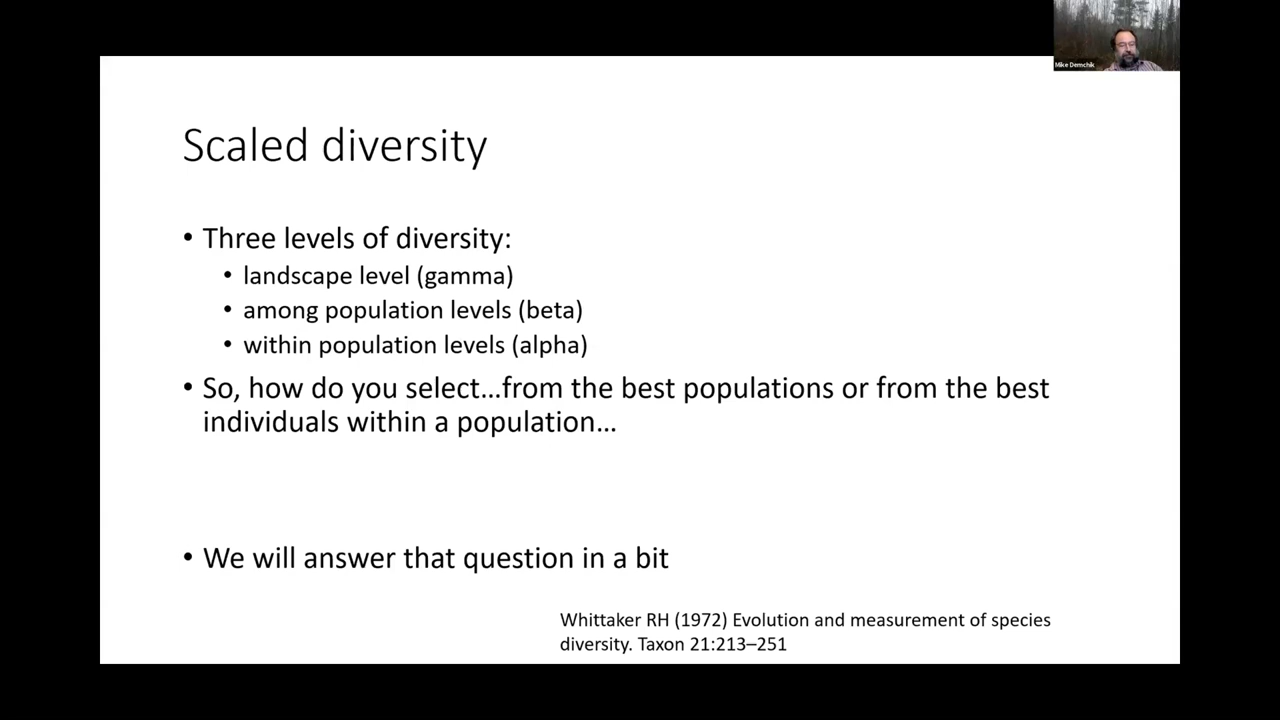 Mike Demchik
Scaled diversity
• Three levels of diversity:
• landscape level (gamma)
• among population levels (beta)
• within population levels (alpha)
• So, how do you select...from the best populations or from the best
individuals within a population...
• We will answer that question in a bit
Whittaker RH (1972) Evolution and measurement of species
diversity. Taxon 21:213–251